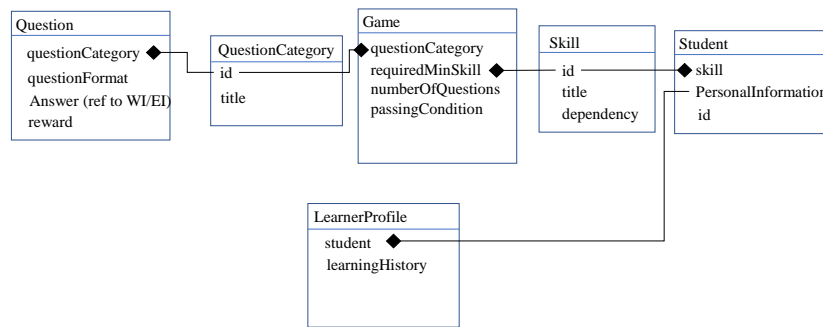 Question
questionCategory
questionFormat
Answer (ref to WI/EI)
reward
QuestionCategory
id
title
Game
questionCategory
requiredMinSkill
numberOfQuestions
passingCondition
Skill
id
title
dependency
Student
skill
PersonalInformation
id
LearnerProfile
student
learningHistory